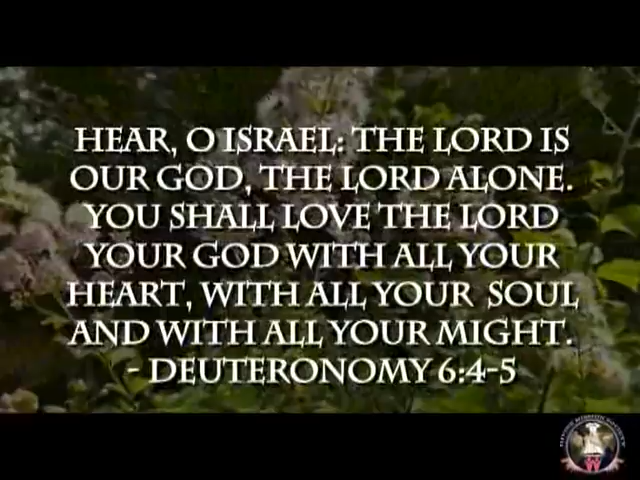 HEAR, O ISRAEL: THE LORD IS
OUR GOD, THE LORD ALONE.
YOU SHALL LOVE THE LORD
YOUR GOD WITH ALL YOUR
HEART, WITH ALL YOUR SOUL
AND WITH ALL YOUR MIGHT.
- DEUTERONOMY 6:4-5